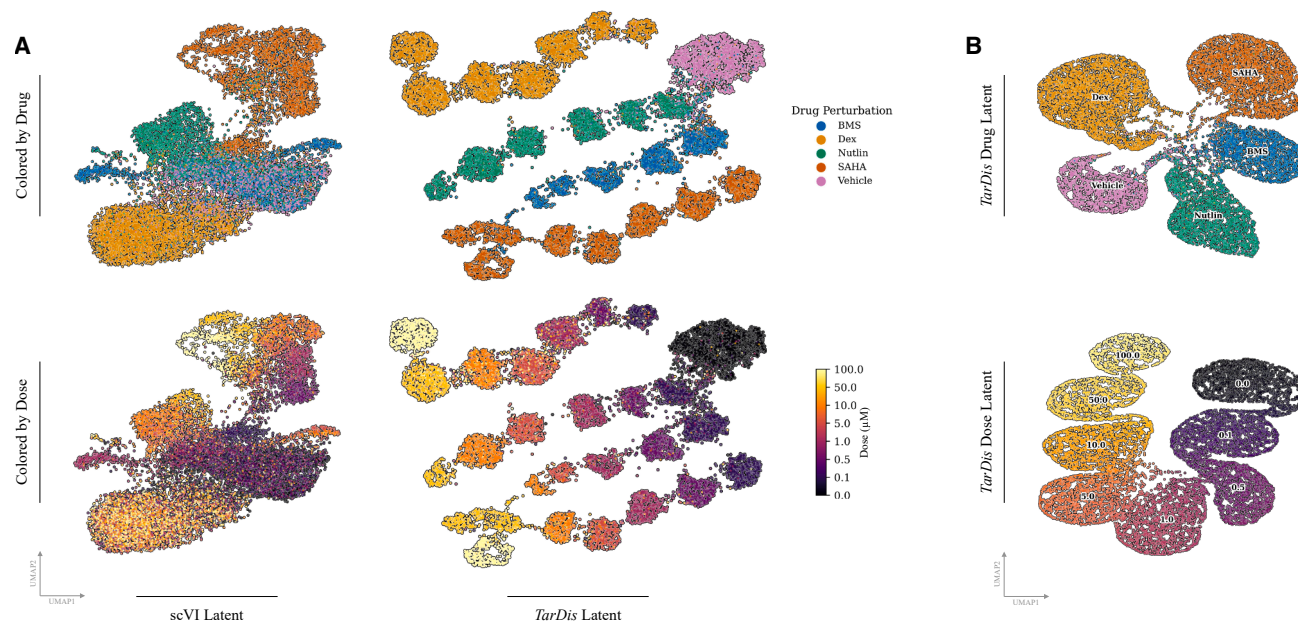 A
Colored by Drug
Drug Perturbation
BMS
Dex
Nutlin
SAHA
Vehicle
Colored by Dose
100.0
50.0
10.0
5.0
1.0
0.5
0.1
0.0
Dose (μM)
UMAP2
UMAP1
scVI Latent
TarDis Latent
B
TarDis Drug Latent
SAHA
Dex
BMS
Vehicle
Nutlin
TarDis Dose Latent
100.0
0.0
50.0
0.1
10.0
0.5
5.0
1.0
UMAP2
UMAP1